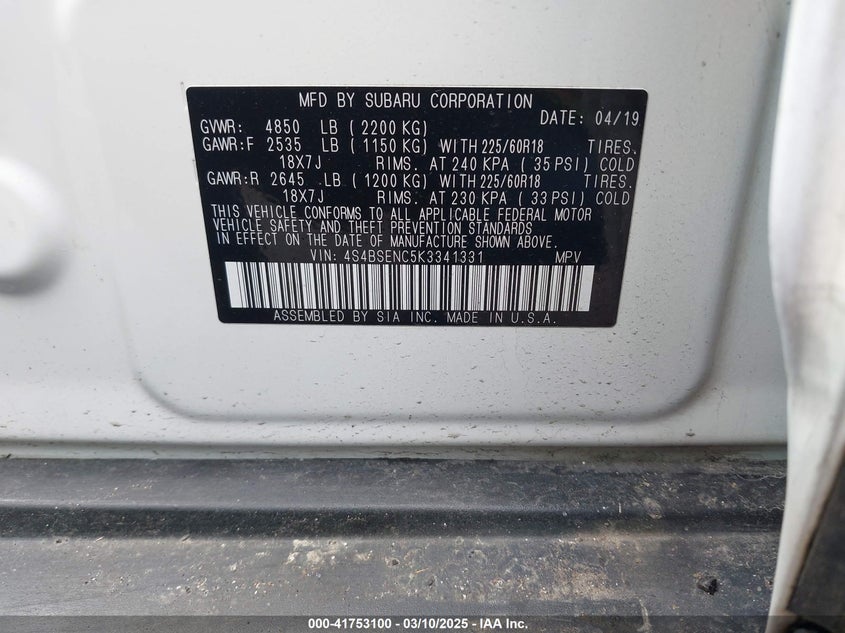 MFD BY SUBARU CORPORATION
DATE: 04/19
GVWR: 4850 LB ( 2200 KG)
GAWR:F 2535 LB ( 1150 KG) WITH 225/60R18 TIRES.
18X7J RIMS. AT 240 KPA ( 35 PSI) COLD
GAWR:R 2645 LB ( 1200 KG) WITH 225/60R18 TIRES.
18X7J RIMS. AT 230 KPA ( 33 PSI) COLD
THIS VEHICLE CONFORMS TO ALL APPLICABLE FEDERAL MOTOR
VEHICLE SAFETY AND THEFT PREVENTION STANDARDS
IN EFFECT ON THE DATE OF MANUFACTURE SHOWN ABOVE.
VIN: 4S4BSENC5K3341331 MPV
ASSEMBLED BY SIA INC. MADE IN U.S.A.
000-41753100 - 03/10/2025 - IAA Inc.